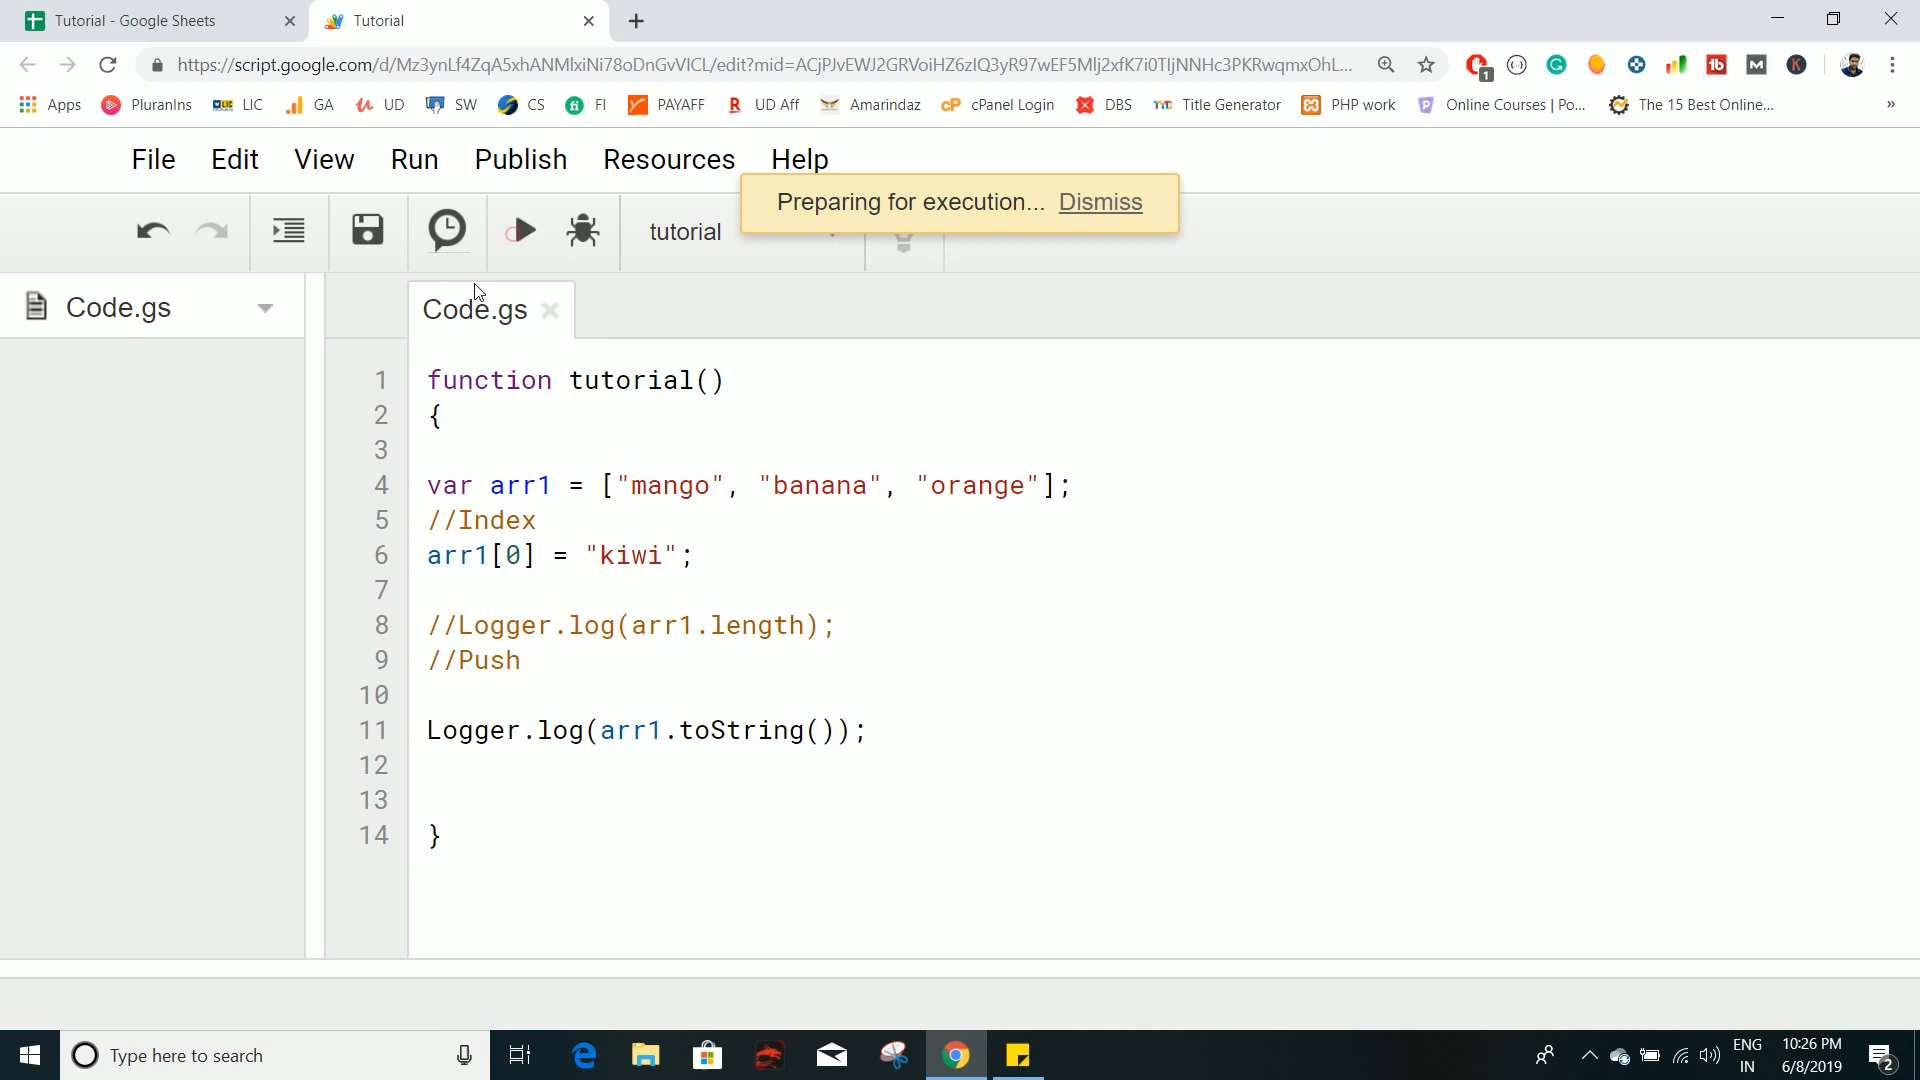 Tutorial - Google Sheets
Tutorial
https://script.google.com/d/Mz3ynLf4ZqA5xhANMlxiNi78oDnGvVICL/edit?mid=ACjPJvEWJ2GRVoiHZ6zIQ3yR97wEF5Mlj2xfK7i0TIjNNHc3PKRwqmxOhL...
Apps PluranIns LIC GA UD SW CS FI PAYAFF UD Aff Amarindaz cPanel Login DBS Title Generator PHP work Online Courses | Po... The 15 Best Online... »
File Edit View Run Publish Resources Help
Preparing for execution... Dismiss
tutorial
Code.gs
Code.gs
1 function tutorial()
2 {
3
4 var arr1 = ["mango", "banana", "orange"];
5 //Index
6 arr1[0] = "kiwi";
7
8 //Logger.log(arr1.length);
9 //Push
10
11 Logger.log(arr1.toString());
12
13
14 }
Type here to search
ENG
IN
10:26 PM
6/8/2019
2